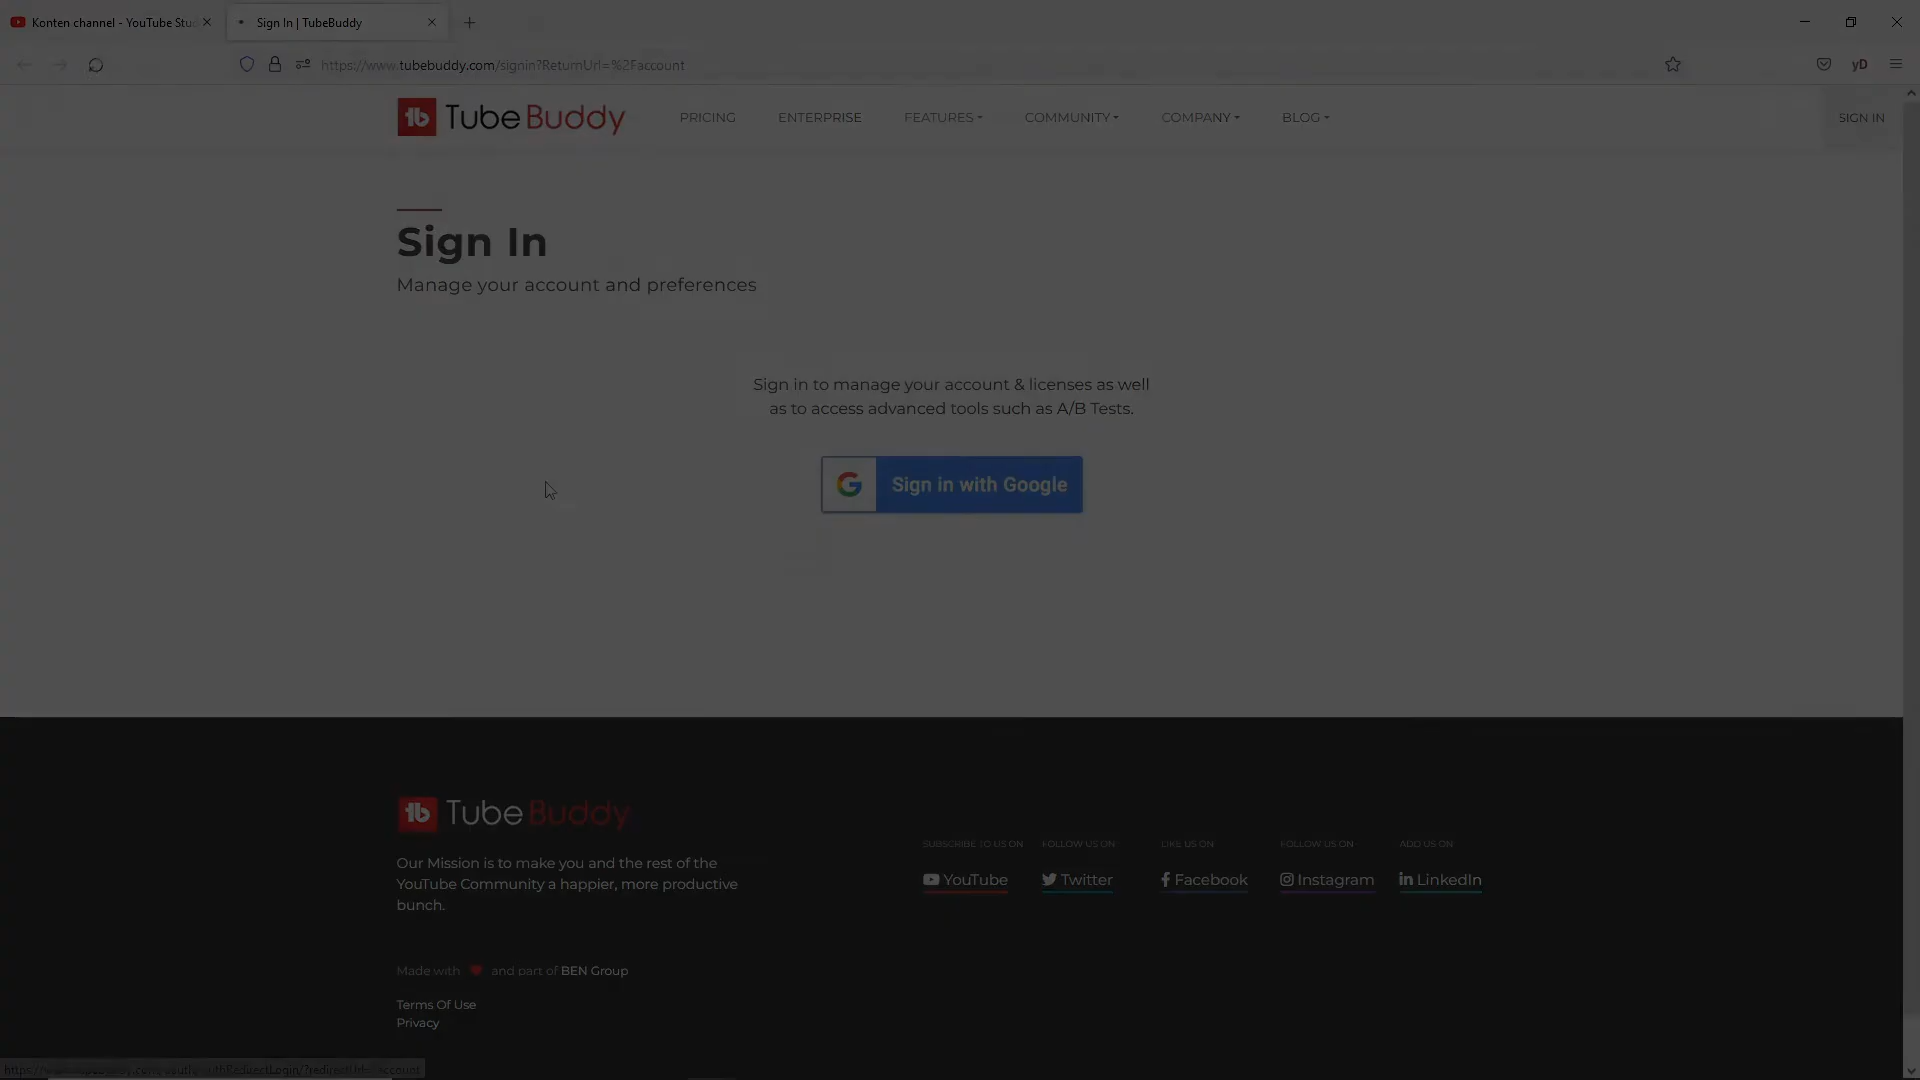 Konten channel - YouTube Stu
Sign In | TubeBuddy
https://www.tubebuddy.com/signin?ReturnUrl=%2Faccount
yD
TubeBuddy
PRICING
ENTERPRISE
FEATURES
COMMUNITY
COMPANY
BLOG
SIGN IN
Sign In
Manage your account and preferences
Sign in to manage your account & licenses as well
as to access advanced tools such as A/B Tests.
Sign in with Google
TubeBuddy
Our Mission is to make you and the rest of the
YouTube Community a happier, more productive
bunch.
SUBSCRIBE TO US ON
FOLLOW US ON
LIKE US ON
FOLLOW US ON
ADD US ON
YouTube
Twitter
Facebook
Instagram
LinkedIn
Made with and part of BEN Group
Terms Of Use
Privacy